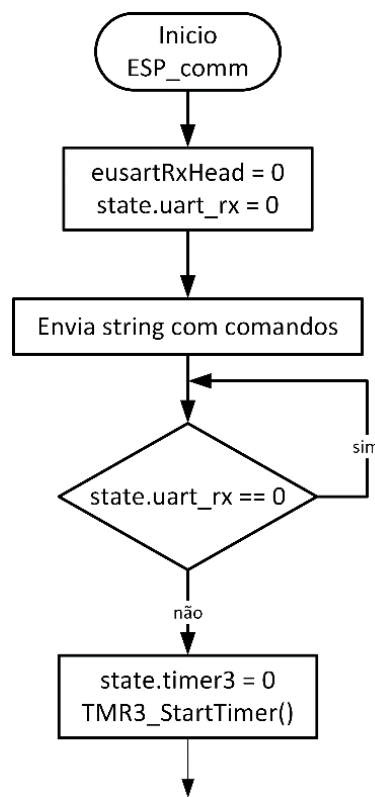 Inicio
ESP_comm
eusartRxHead = 0
state.uart_rx = 0
Envia string com comandos
state.uart_rx == 0
sim
não
state.timer3 = 0
TMR3_StartTimer()